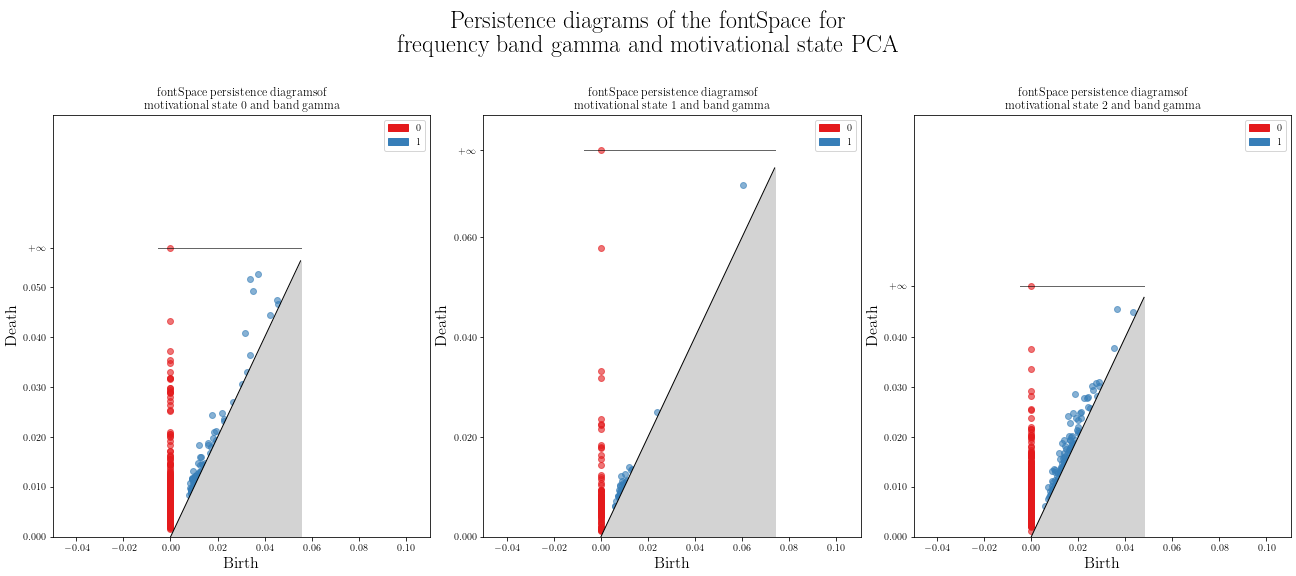 Persistence diagrams of the fontSpace for
frequency band gamma and motivational state PCA
fontSpace persistence diagramsof
motivational state 0 and band gamma
0
1
+∞
0.050
0.040
0.030
0.020
0.010
0.000
Death
−0.04 −0.02 0.00 0.02 0.04 0.06 0.08 0.10
Birth
fontSpace persistence diagramsof
motivational state 1 and band gamma
0
1
+∞
0.060
0.040
0.020
0.000
Death
−0.04 −0.02 0.00 0.02 0.04 0.06 0.08 0.10
Birth
fontSpace persistence diagramsof
motivational state 2 and band gamma
0
1
+∞
0.040
0.030
0.020
0.010
0.000
Death
−0.04 −0.02 0.00 0.02 0.04 0.06 0.08 0.10
Birth